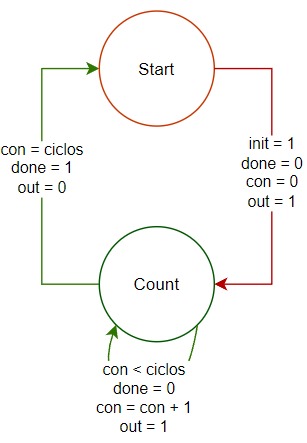 Start
con = ciclos
done = 1
out = 0
init = 1
done = 0
con = 0
out = 1
Count
con < ciclos
done = 0
con = con + 1
out = 1